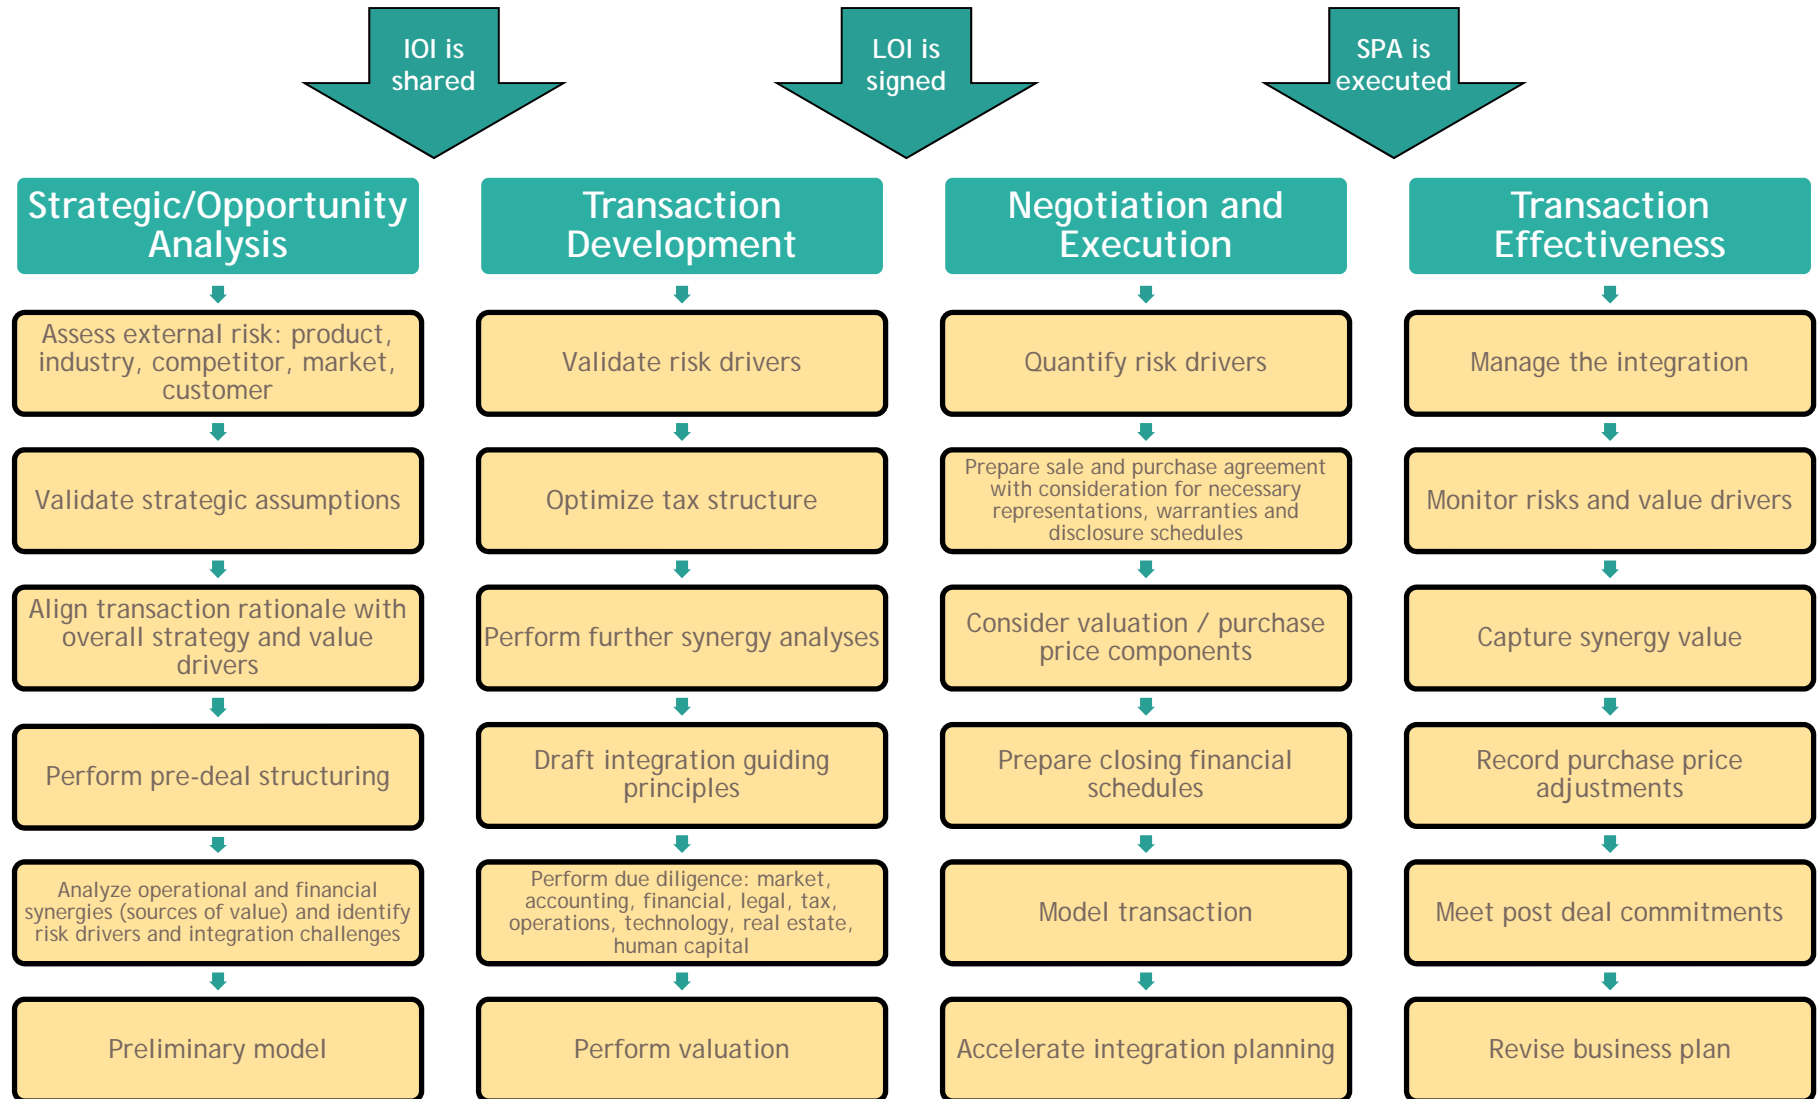 IOI is
shared
LOI is
signed
SPA is
executed
Strategic/Opportunity
Analysis
Assess external risk: product,
industry, competitor, market,
customer
Validate strategic assumptions
Align transaction rationale with
overall strategy and value
drivers
Perform pre-deal structuring
Analyze operational and financial
synergies (sources of value) and identify
risk drivers and integration challenges
Preliminary model
Transaction
Development
Validate risk drivers
Optimize tax structure
Perform further synergy analyses
Draft integration guiding
principles
Perform due diligence: market,
accounting, financial, legal, tax,
operations, technology, real estate,
human capital
Perform valuation
Negotiation and
Execution
Quantify risk drivers
Prepare sale and purchase agreement
with consideration for necessary
representations, warranties and
disclosure schedules
Consider valuation / purchase
price components
Prepare closing financial
schedules
Model transaction
Accelerate integration planning
Transaction
Effectiveness
Manage the integration
Monitor risks and value drivers
Capture synergy value
Record purchase price
adjustments
Meet post deal commitments
Revise business plan